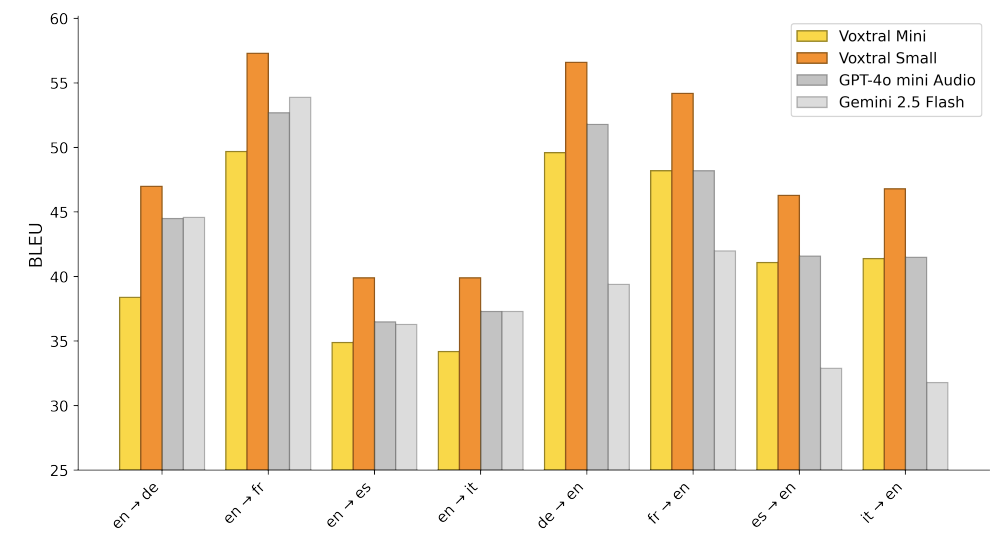 60
55
50
45
40
35
30
25
BLEU
Voxtral Mini
Voxtral Small
GPT-4o mini Audio
Gemini 2.5 Flash
en → de
en → fr
en → es
en → it
de → en
fr → en
es → en
it → en